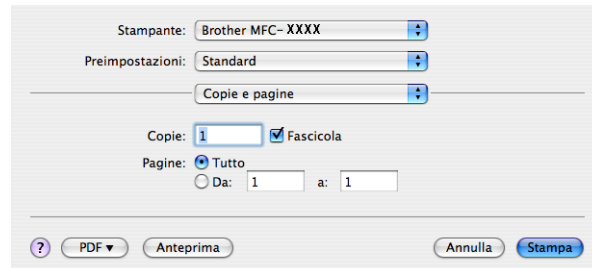 Stampante: Brother MFC- XXXX
Preimpostazioni: Standard
Copie e pagine
Copie: 1 Fascicola
Pagine: Tutto
Da: 1 a: 1
? PDF▼ Anteprima Annulla Stampa